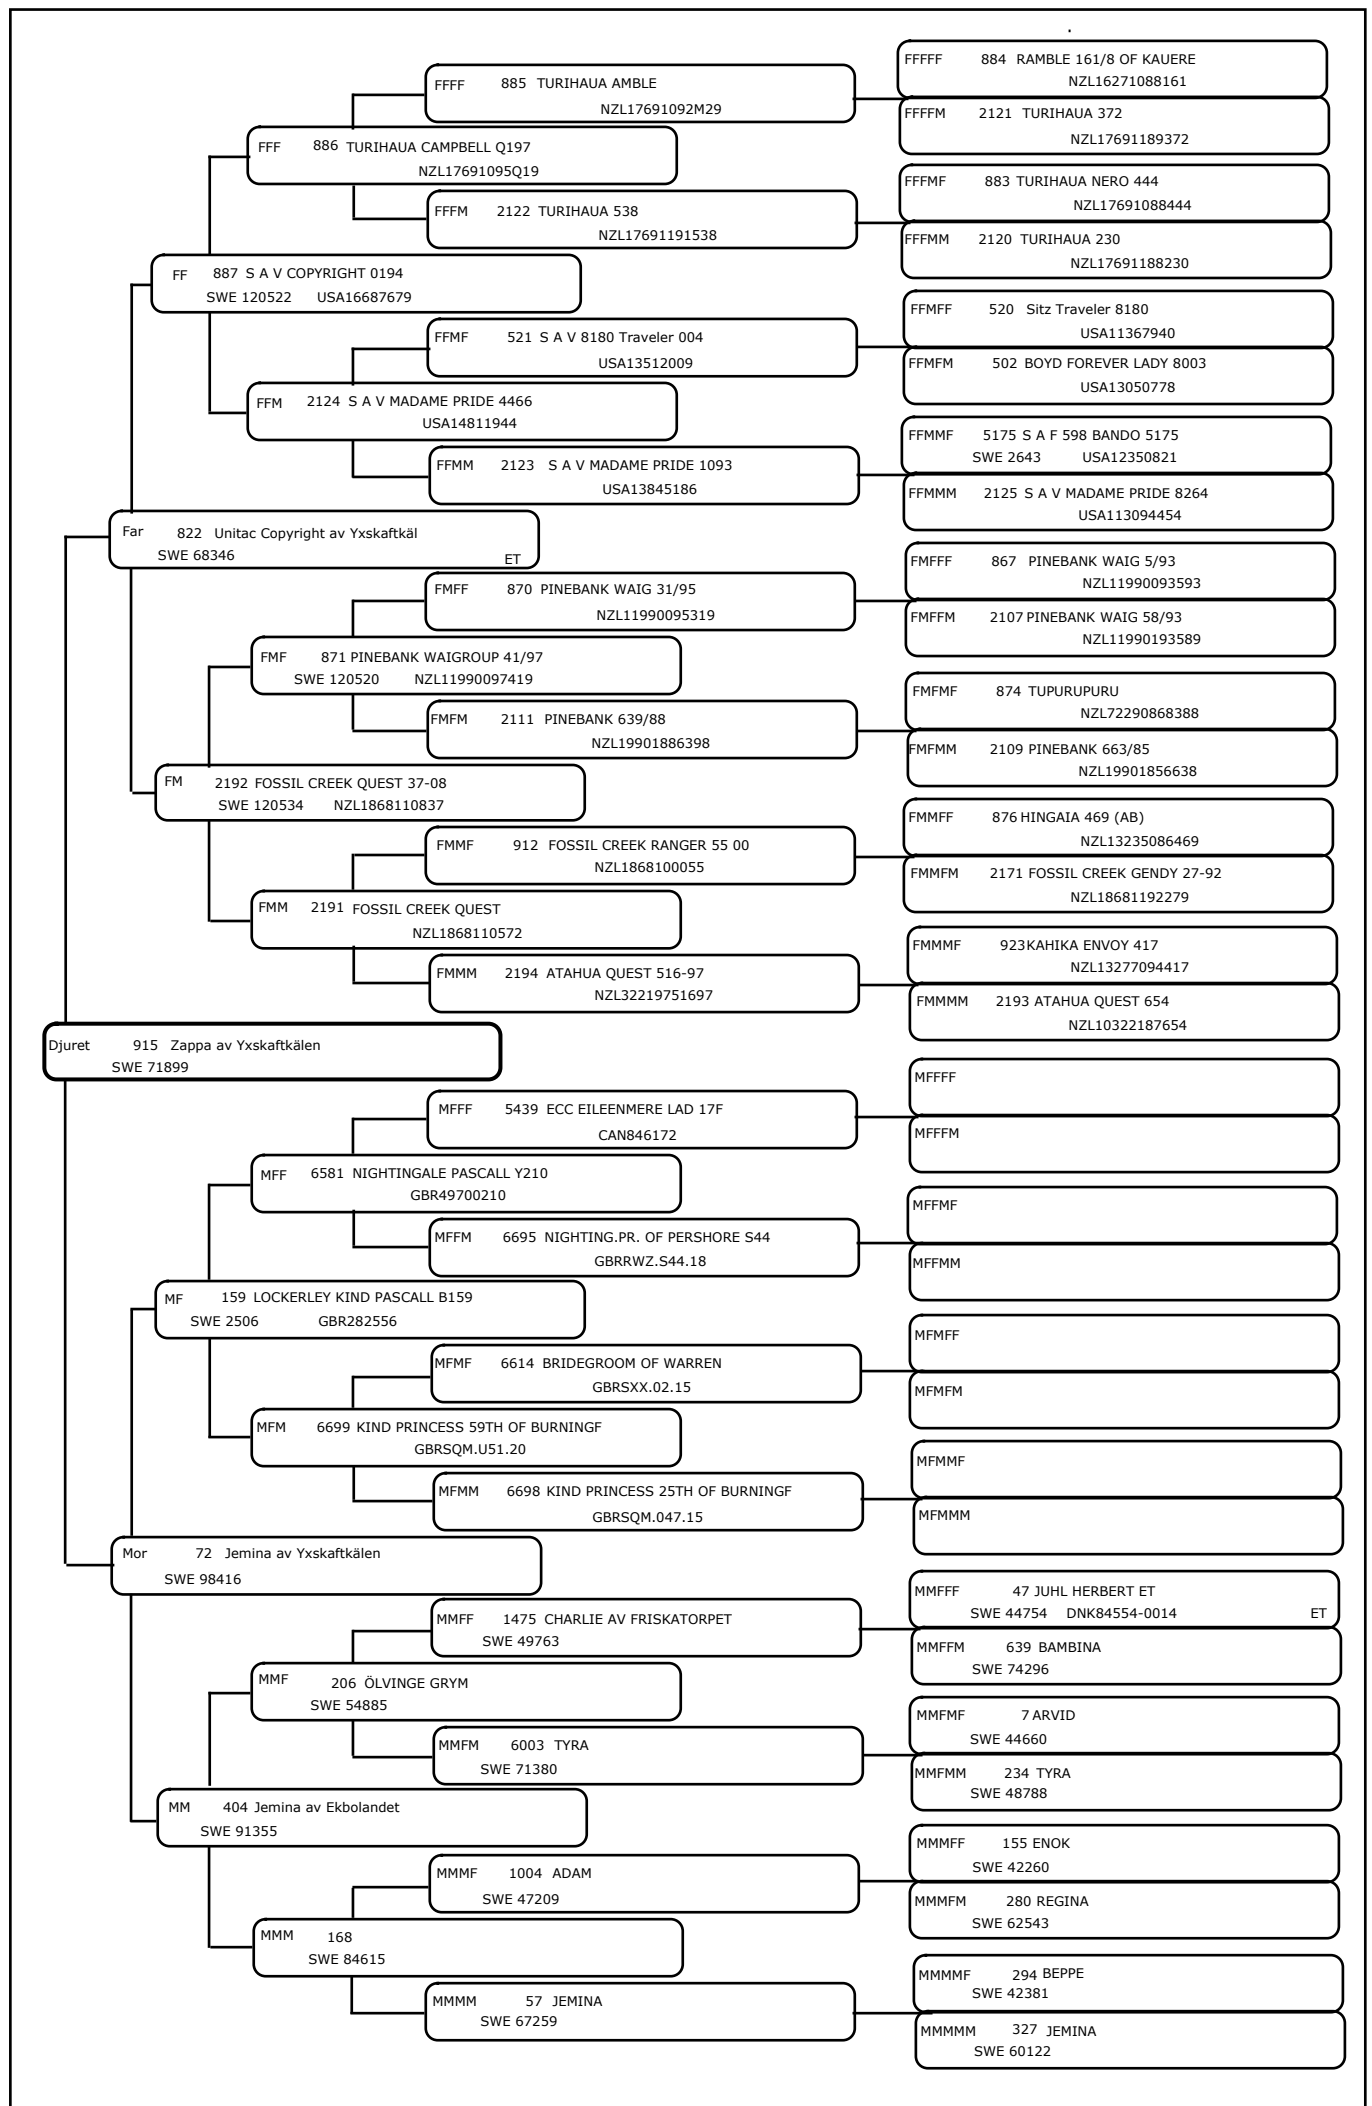 FFFFF 884 RAMBLE 161/8 OF KAUERE
NZL16271088161
FFFF 885 TURIHAUA AMBLE
NZL17691092M29
FFFFM 2121 TURIHAUA 372
NZL17691189372
FFF 886 TURIHAUA CAMPBELL Q197
NZL17691095Q19
FFFMF 883 TURIHAUA NERO 444
NZL17691088444
FFFM 2122 TURIHAUA 538
NZL17691191538
FFFMM 2120 TURIHAUA 230
NZL17691188230
FF 887 S A V COPYRIGHT 0194
SWE 120522 USA16687679
FFMFF 520 Sitz Traveler 8180
USA11367940
FFMF 521 S A V 8180 Traveler 004
USA13512009
FFMFM 502 BOYD FOREVER LADY 8003
USA13050778
FFM 2124 S A V MADAME PRIDE 4466
USA14811944
FFMMF 5175 S A F 598 BANDO 5175
SWE 2643 USA12350821
FFMM 2123 S A V MADAME PRIDE 1093
USA13845186
FFMMM 2125 S A V MADAME PRIDE 8264
USA113094454
Far 822 Unitac Copyright av Yxskaftkäl
SWE 68346 ET
FMFFF 867 PINEBANK WAIG 5/93
NZL11990093593
FMFF 870 PINEBANK WAIG 31/95
NZL11990095319
FMFFM 2107 PINEBANK WAIG 58/93
NZL11990193589
FMF 871 PINEBANK WAIGROUP 41/97
SWE 120520 NZL11990097419
FMFMF 874 TUPURUPURU
NZL72290868388
FMFM 2111 PINEBANK 639/88
NZL19901886398
FMFMM 2109 PINEBANK 663/85
NZL19901856638
FM 2192 FOSSIL CREEK QUEST 37-08
SWE 120534 NZL1868110837
FMMFF 876 HINGAIA 469 (AB)
NZL13235086469
FMMF 912 FOSSIL CREEK RANGER 55 00
NZL1868100055
FMMFM 2171 FOSSIL CREEK GENDY 27-92
NZL18681192279
FMM 2191 FOSSIL CREEK QUEST
NZL1868110572
FMMMF 923KAHIKA ENVOY 417
NZL13277094417
FMMM 2194 ATAHUA QUEST 516-97
NZL32219751697
FMMMM 2193 ATAHUA QUEST 654
NZL10322187654
Djuret 915 Zappa av Yxskaftkälen
SWE 71899
MFFFF
MFFF 5439 ECC EILEENMERE LAD 17F
CAN846172
MFFFM
MFF 6581 NIGHTINGALE PASCALL Y210
GBR49700210
MFFMF
MFFM 6695 NIGHTING.PR. OF PERSHORE S44
GBRRWZ.S44.18
MFFMM
MF 159 LOCKERLEY KIND PASCALL B159
SWE 2506 GBR282556
MFMFF
MFMF 6614 BRIDEGROOM OF WARREN
GBRSXX.02.15
MFMFM
MFM 6699 KIND PRINCESS 59TH OF BURNINGF
GBRSQM.U51.20
MFMMF
MFMM 6698 KIND PRINCESS 25TH OF BURNINGF
GBRSQM.047.15
MFMMM
Mor 72 Jemina av Yxskaftkälen
SWE 98416
MMFFF 47 JUHL HERBERT ET
SWE 44754 DNK84554-0014 ET
MMFF 1475 CHARLIE AV FRISKATORPET
SWE 49763
MMFFM 639 BAMBINA
SWE 74296
MMF 206 ÖLVINGE GRYM
SWE 54885
MMFMF 7 ARVID
SWE 44660
MMFM 6003 TYRA
SWE 71380
MMFMM 234 TYRA
SWE 48788
MM 404 Jemina av Ekbolandet
SWE 91355
MMMFF 155 ENOK
SWE 42260
MMMF 1004 ADAM
SWE 47209
MMMFM 280 REGINA
SWE 62543
MMM 168
SWE 84615
MMMMF 294 BEPPE
SWE 42381
MMMM 57 JEMINA
SWE 67259
MMMMM 327 JEMINA
SWE 60122